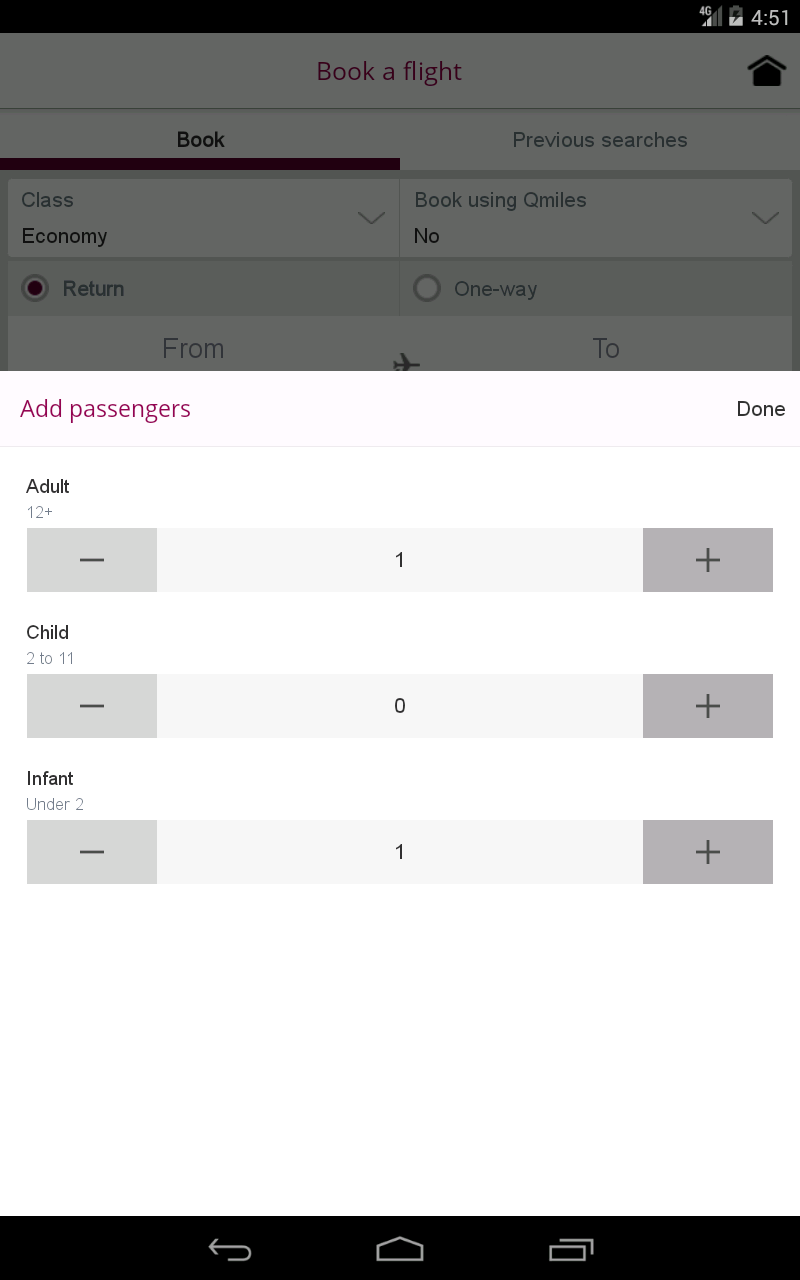 4G 4:51
Book a flight
Book Previous searches
Class Book using Qmiles
Economy No
Return One-way
From To
Add passengers Done
Adult
12+
1
Child
2 to 11
0
Infant
Under 2
1